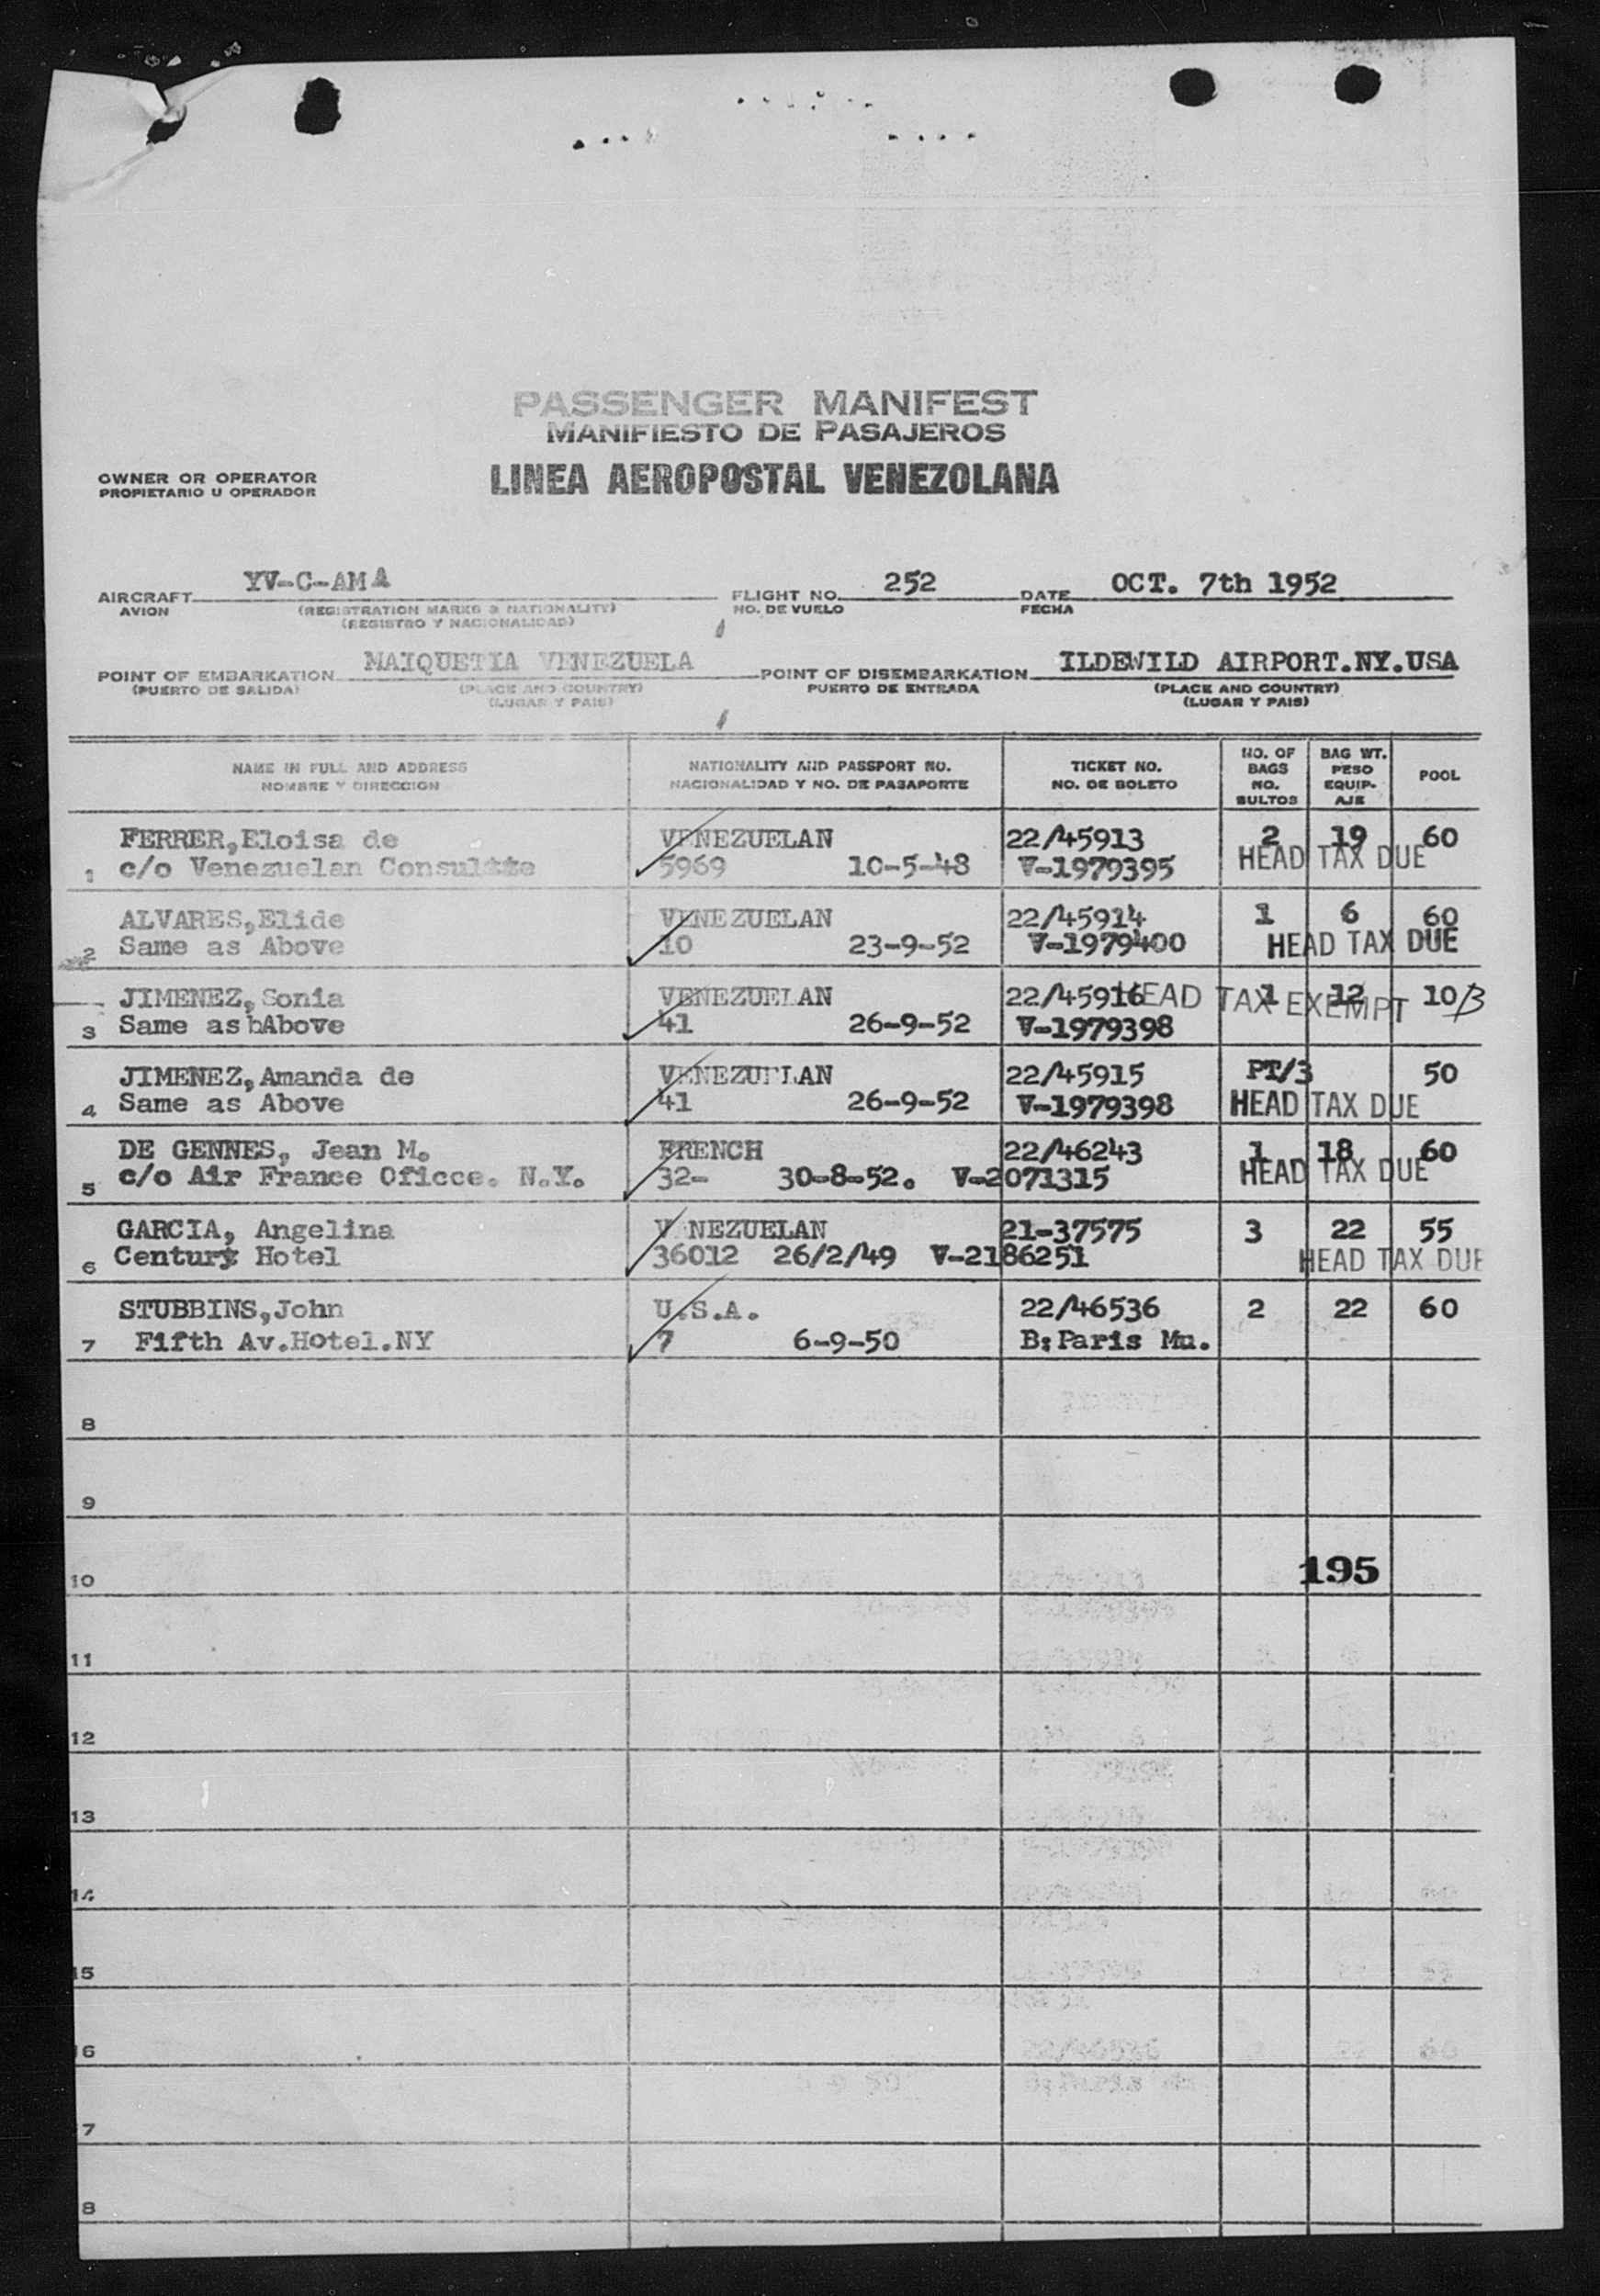 PASSENGER MANIFEST
MANIFIESTO DE PASAJEROS
OWNER OR OPERATOR
PROPIETARIO U OPERADOR
LINEA AEROPOSTAL VENEZOLANA
AIRCRAFT YV-C-AMA FLIGHT NO. 252 DATE OCT. 7th 1952
AVION (REGISTRATION MARKS & NATIONALITY) NO. DE VUELO FECHA
(REGISTRO Y NACIONALIDAD)
POINT OF EMBARKATION MAIQUETIA VENEZUELA POINT OF DISEMBARKATION ILDEWILD AIRPORT.NY.USA
(PUERTO DE SALIDA) (PLACE AND COUNTRY) PUERTO DE ENTRADA (PLACE AND COUNTRY)
(LUGAR Y PAIS) (LUGAR Y PAIS)
NAME IN FULL AND ADDRESS NATIONALITY AND PASSPORT NO. TICKET NO. NO. OF BAGS BAG WT. POOL
NOMBRE Y DIRECCION NACIONALIDAD Y NO. DE PASAPORTE NO. DE BOLETO NO. BULTOS PESO EQUIP-AJE
FERRER,Eloisa de VENEZUELAN 22/45913 2 19 60
1 c/o Venezuelan 5969 10-5-48 V-1979395 HEAD TAX DUE
ALVARES,Elide VENEZUELAN 22/45914 1 6 60
2 Same as Above 10 23-9-52 V-1979400 HEAD TAX DUE
JIMENEZ,Sonia VENEZUELAN 22/45916 HEAD TAX EXEMPT 1 12 10
3 Same as bAbove 41 26-9-52 V-1979398
JIMENEZ,Amanda de VENEZUELAN 22/45915 PT/3 50
4 Same as Above 41 26-9-52 V-1979398 HEAD TAX DUE
DE GENNES, Jean M. FRENCH 22/46243 1 18 60
5 c/o Air France Oficce. N.Y. 32- 30-8-52. V-2071315 HEAD TAX DUE
GARCIA, Angelina VENEZUELAN 21-37575 3 22 55
6 Century Hotel 36012 26/2/49 V-2186251 HEAD TAX DUE
STUBBINS,John U.S.A. 22/46536 2 22 60
7 Fifth Av.Hotel.NY 7 6-9-50 B;Paris Mu.
8
9
10 195
11
12
13
14
15
6
7
8